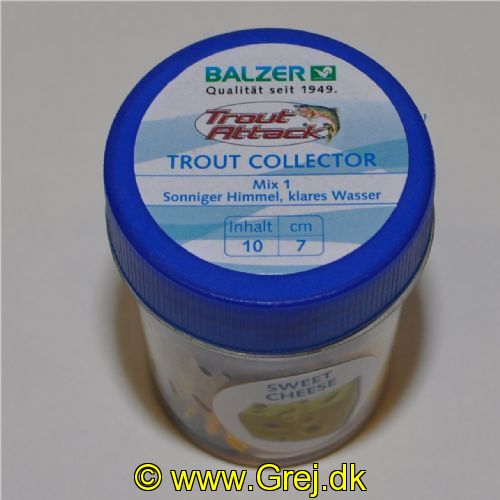 BALZER
Qualität seit 1949.
Trout
Attack
TROUT COLLECTOR
Mix 1
Sonniger Himmel, klares Wasser
Inhalt cm
10 7
SWEET
CHEESE
© www.Grej.dk